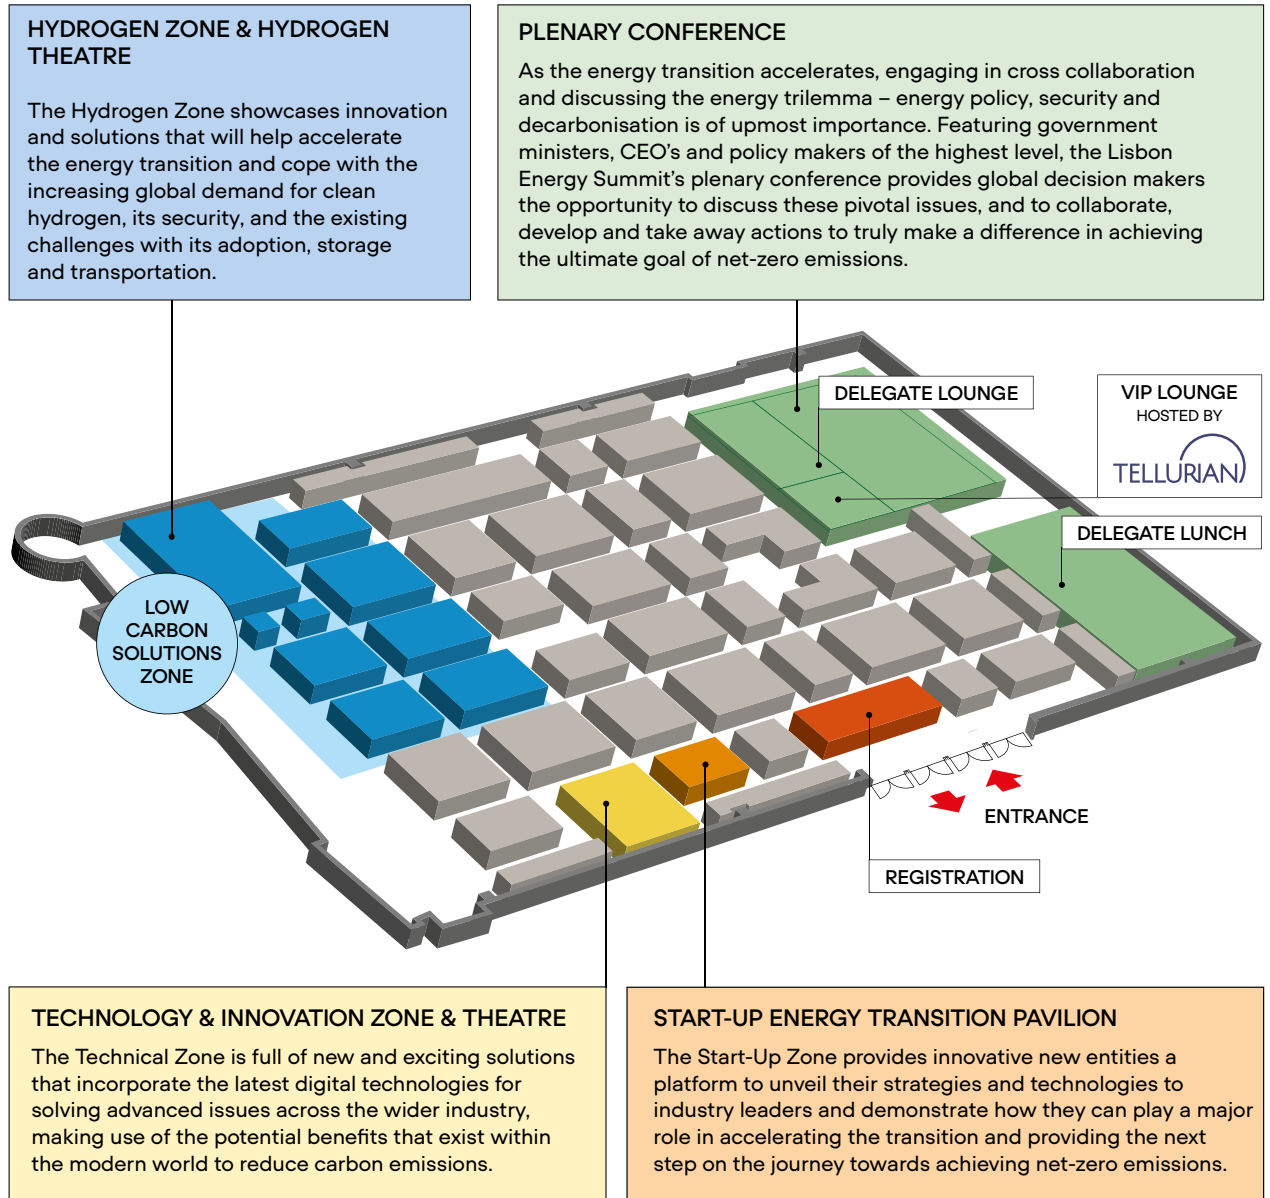 HYDROGEN ZONE & HYDROGEN
THEATRE
The Hydrogen Zone showcases innovation
and solutions that will help accelerate
the energy transition and cope with the
increasing global demand for clean
hydrogen, its security, and the existing
challenges with its adoption, storage
and transportation.
PLENARY CONFERENCE
As the energy transition accelerates, engaging in cross collaboration
and discussing the energy trilemma – energy policy, security and
decarbonisation is of upmost importance. Featuring government
ministers, CEO's and policy makers of the highest level, the Lisbon
Energy Summit's plenary conference provides global decision makers
the opportunity to discuss these pivotal issues, and to collaborate,
develop and take away actions to truly make a difference in achieving
the ultimate goal of net-zero emissions.
DELEGATE LOUNGE
VIP LOUNGE
HOSTED BY
TELLURIAN
DELEGATE LUNCH
LOW
CARBON
SOLUTIONS
ZONE
ENTRANCE
REGISTRATION
TECHNOLOGY & INNOVATION ZONE & THEATRE
The Technical Zone is full of new and exciting solutions
that incorporate the latest digital technologies for
solving advanced issues across the wider industry,
making use of the potential benefits that exist within
the modern world to reduce carbon emissions.
START-UP ENERGY TRANSITION PAVILION
The Start-Up Zone provides innovative new entities a
platform to unveil their strategies and technologies to
industry leaders and demonstrate how they can play a major
role in accelerating the transition and providing the next
step on the journey towards achieving net-zero emissions.